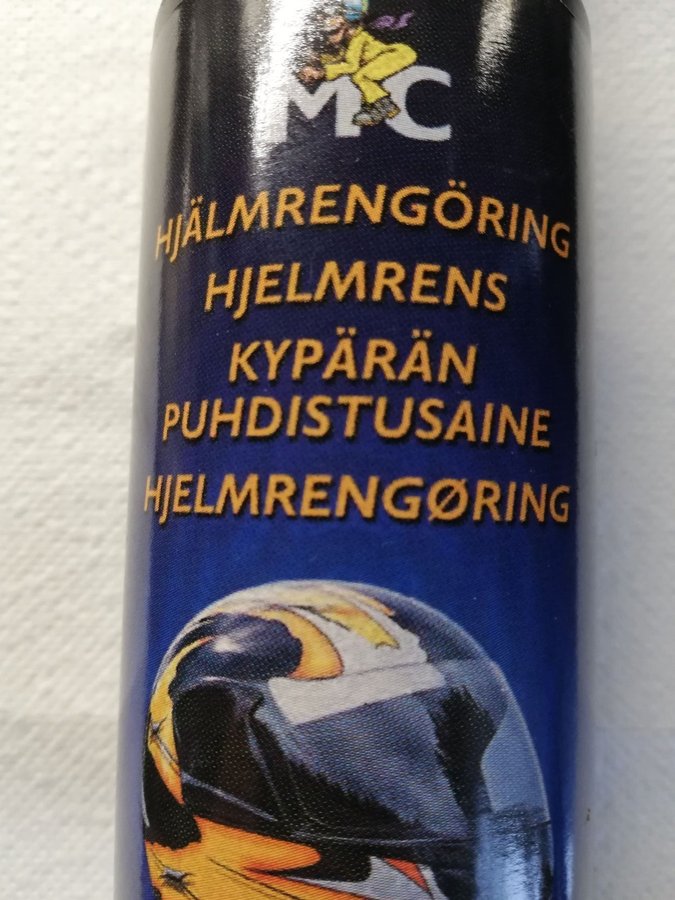 MC
HJÄLMRENGÖRING
HJELMRENS
KYPÄRÄN
PUHDISTUSAINE
HJELMRENGØRING